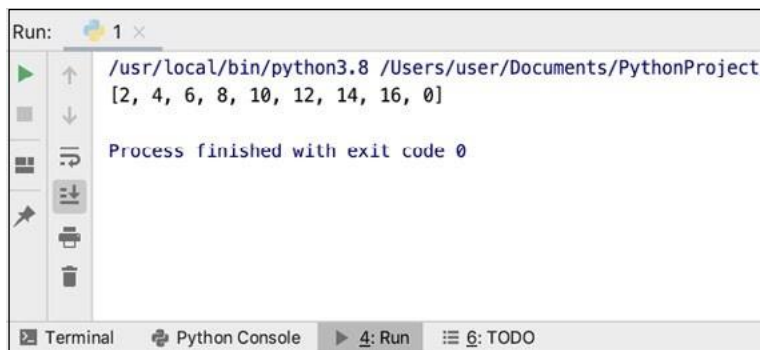 Run: 1
/usr/local/bin/python3.8 /Users/user/Documents/PythonProject
[2, 4, 6, 8, 10, 12, 14, 16, 0]
Process finished with exit code 0
Terminal Python Console 4: Run 6: TODO